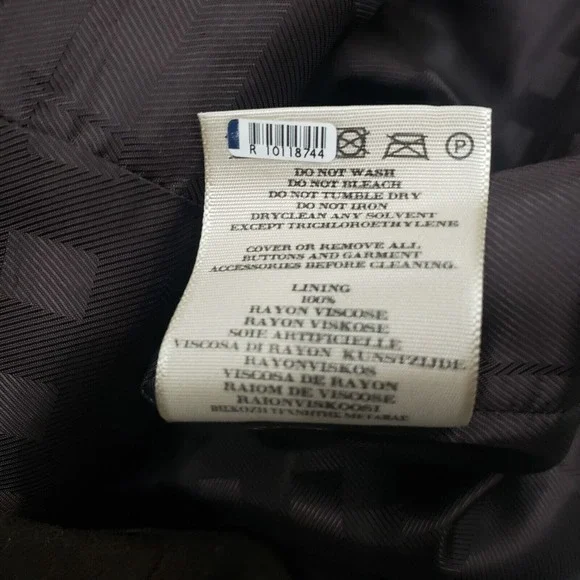 R 10118744
P
DO NOT WASH
DO NOT BLEACH
DO NOT TUMBLE DRY
DO NOT IRON
DRYCLEAN ANY SOLVENT
EXCEPT TRICHLOROETHYLENE
COVER OR REMOVE ALL
BUTTONS AND GARMENT
ACCESSORIES BEFORE CLEANING.
LINING
100%
RAYON VISCOSE
RAYON VISKOSE
SOIE ARTIFICIELLE
VISCOSA DI RAYON KUNSTZIJDE
RAYONVISKOS
VISCOSA DE RAYON
RAIOM DE VISCOSE
RAIONVISKOOSI